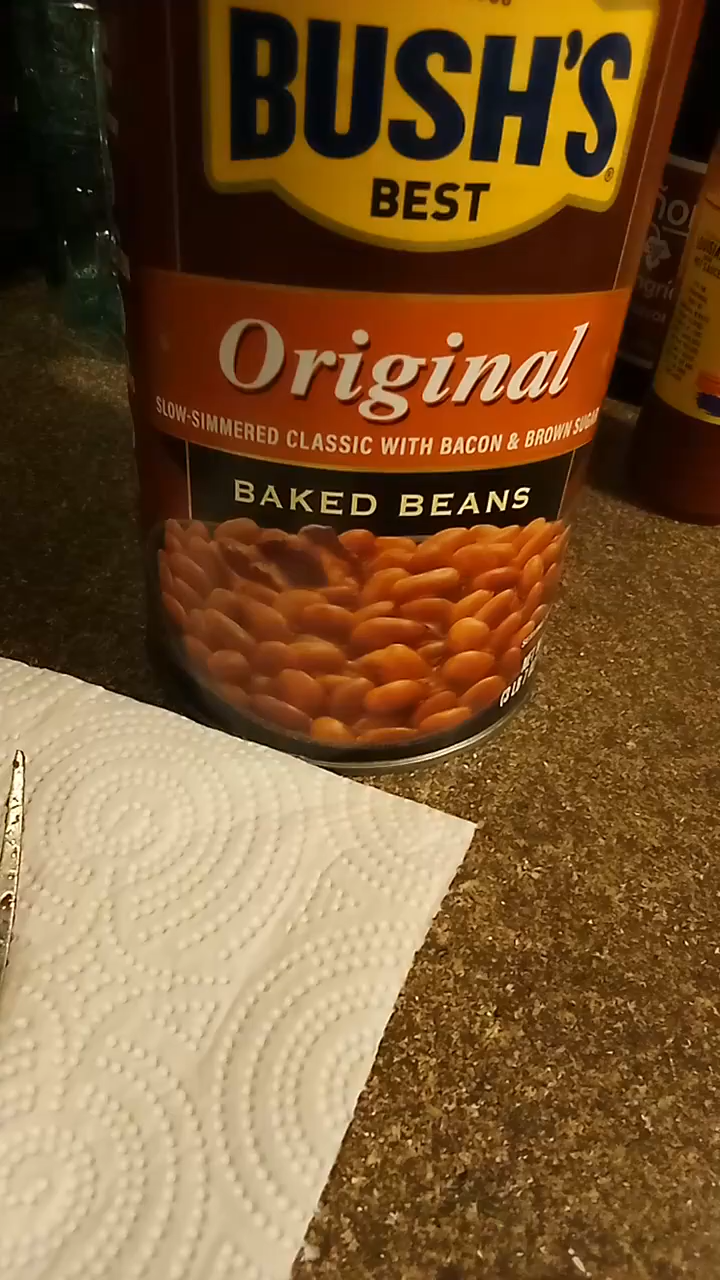 BUSH'S®
BEST
Original
SLOW-SIMMERED CLASSIC WITH BACON & BROWN SUGAR
BAKED BEANS